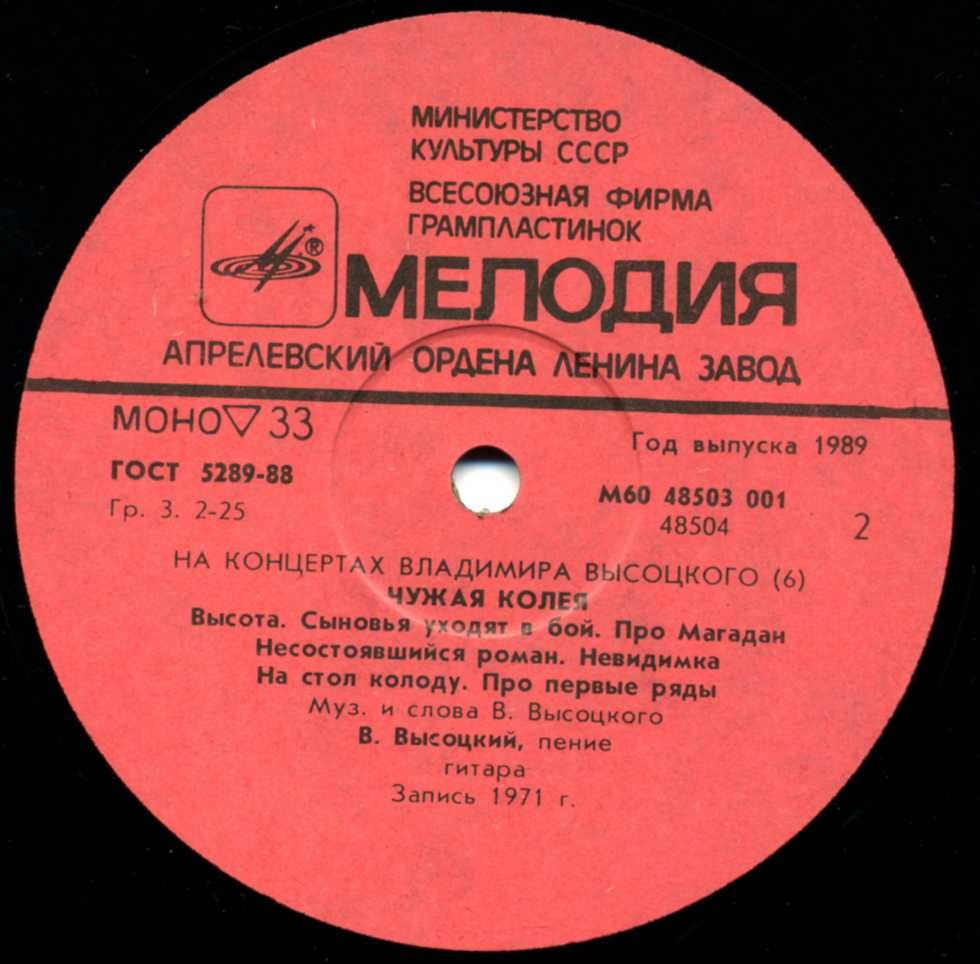 МИНИСТЕРСТВО
КУЛЬТУРЫ СССР
ВСЕСОЮЗНАЯ ФИРМА
ГРАМПЛАСТИНОК
®
МЕЛОДИЯ
АПРЕЛЕВСКИЙ ОРДЕНА ЛЕНИНА ЗАВОД
МОНО ▽ 33
Год выпуска 1989
ГОСТ 5289-88
М60 48503 001
Гр. 3. 2-25
48504
2
НА КОНЦЕРТАХ ВЛАДИМИРА ВЫСОЦКОГО (6)
ЧУЖАЯ КОЛЕЯ
Высота. Сыновья уходят в бой. Про Магадан
Несостоявшийся роман. Невидимка
На стол колоду. Про первые ряды
Муз. и слова В. Высоцкого
В. Высоцкий, пение
гитара
Запись 1971 г.